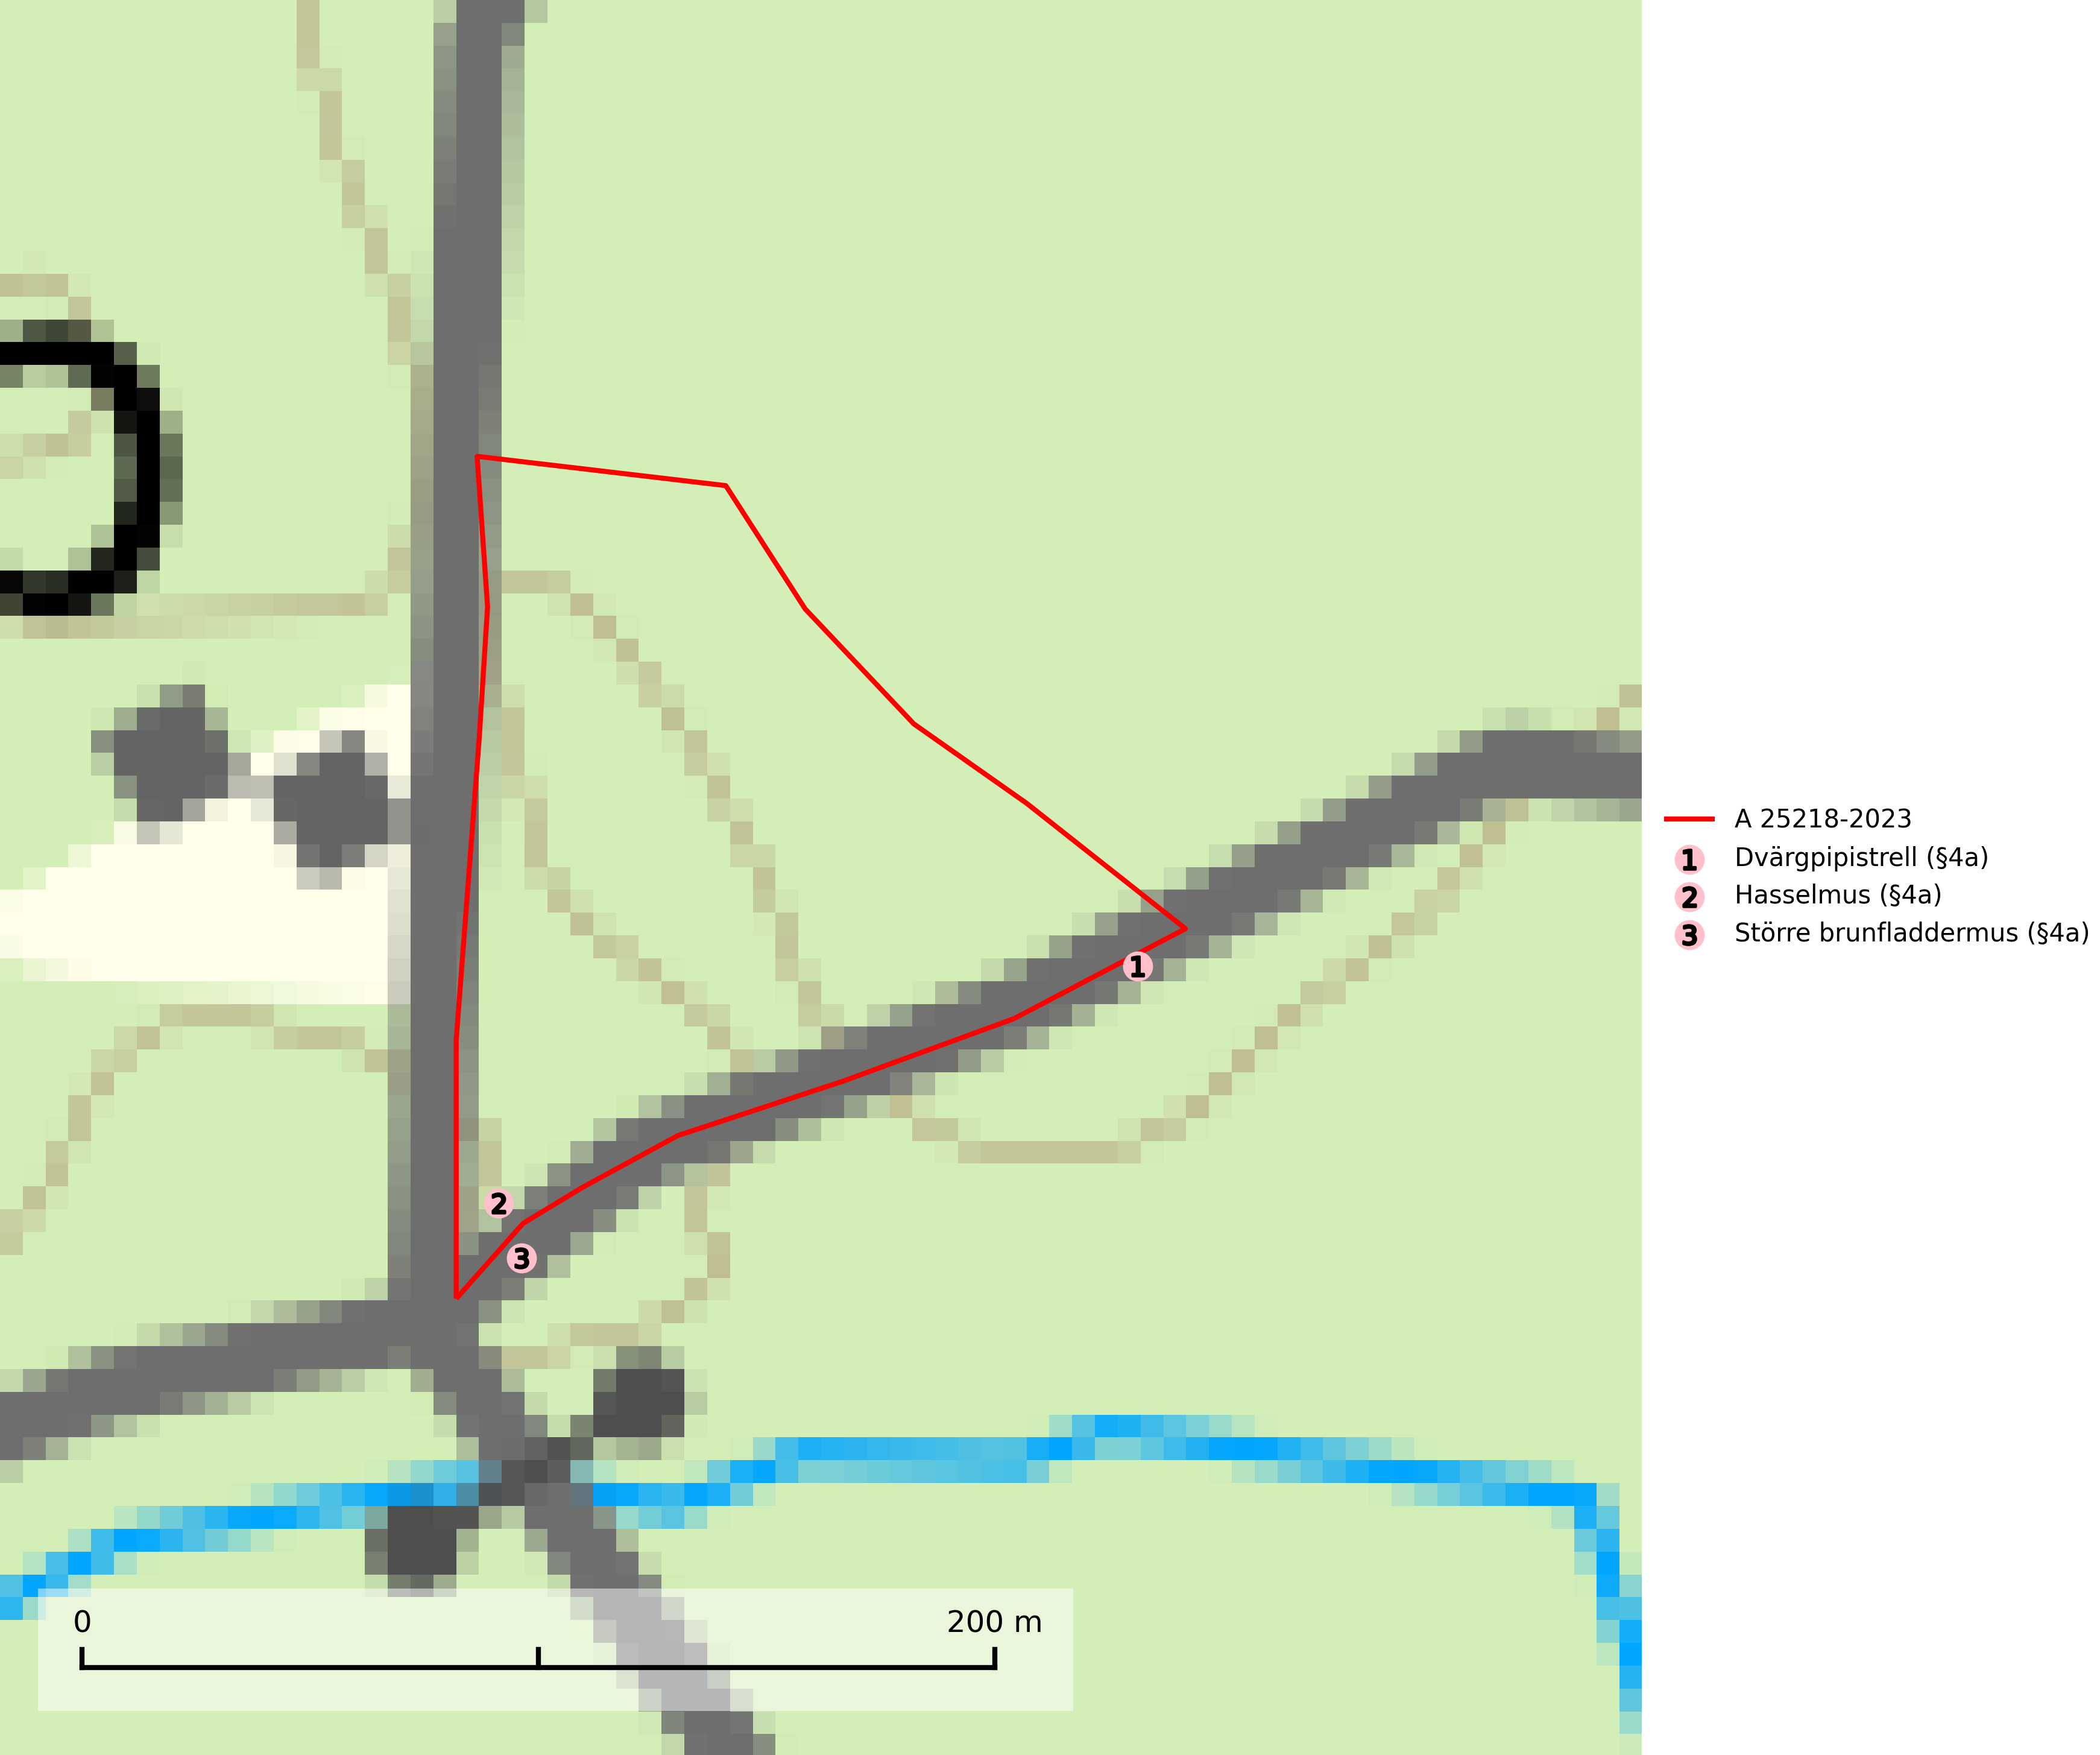 1
2
3
0
200 m
A 25218-2023
1 Dvärgpipistrell (§4a)
2 Hasselmus (§4a)
3 Större brunfladdermus (§4a)